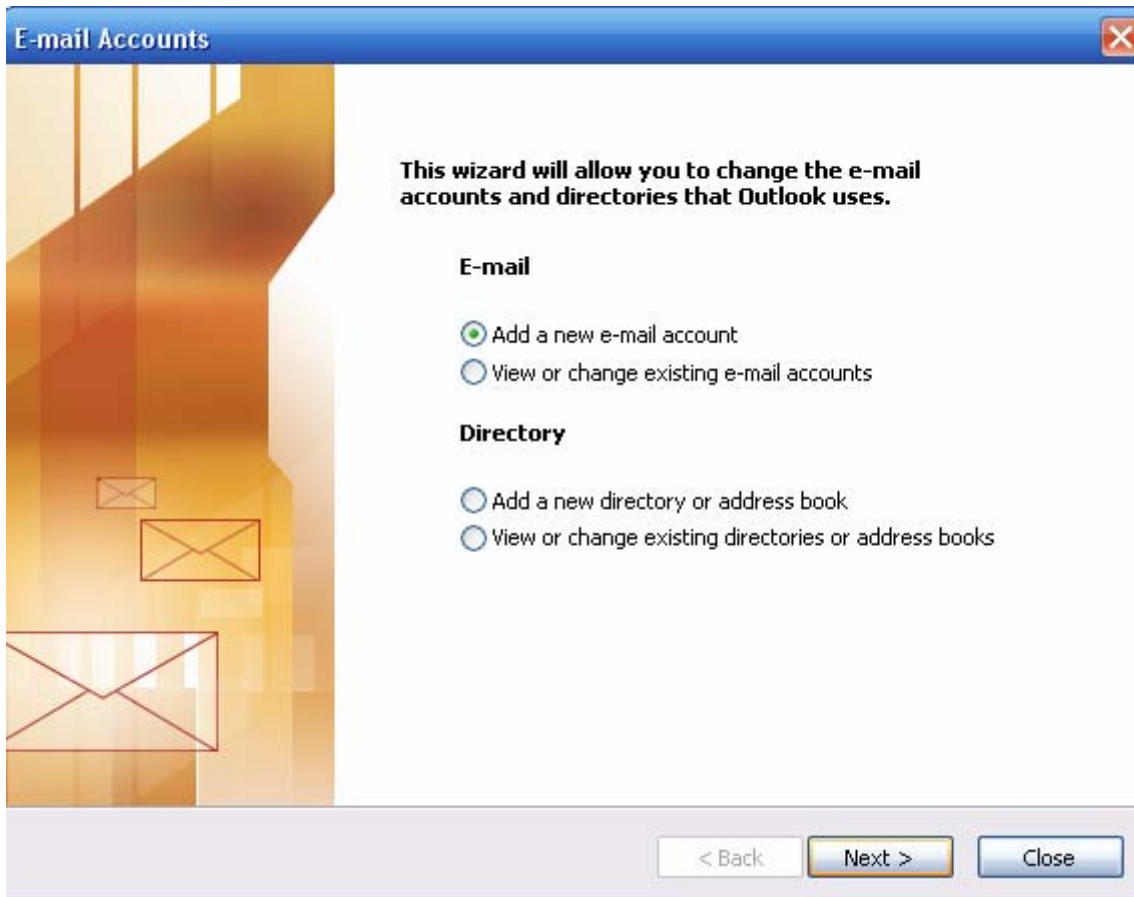 E-mail Accounts
This wizard will allow you to change the e-mail
accounts and directories that Outlook uses.
E-mail
Add a new e-mail account
View or change existing e-mail accounts
Directory
Add a new directory or address book
View or change existing directories or address books
< Back Next > Close